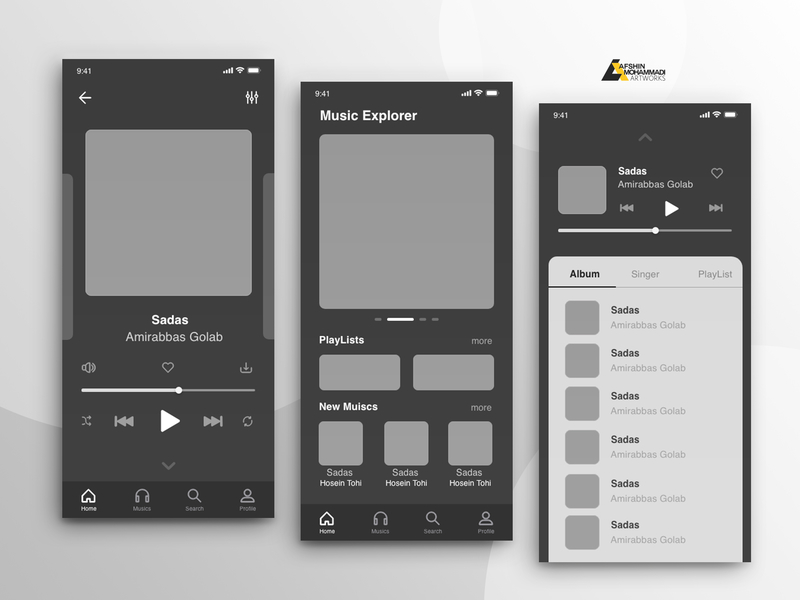 AFSHIN
MOHAMMADI
ARTWORKS
9:41
Sadas
Amirabbas Golab
Home
Musics
Search
Profile
9:41
Music Explorer
PlayLists
more
New Muiscs
more
Sadas
Hosein Tohi
Sadas
Hosein Tohi
Sadas
Hosein Tohi
Home
Musics
Search
Profile
9:41
Sadas
Amirabbas Golab
Album
Singer
PlayList
Sadas
Amirabbas Golab
Sadas
Amirabbas Golab
Sadas
Amirabbas Golab
Sadas
Amirabbas Golab
Sadas
Amirabbas Golab
Sadas
Amirabbas Golab